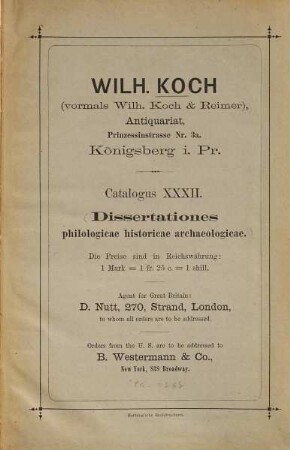 WILH. KOCH
(vormals Wilh. Koch & Reimer),
Antiquariat,
Prinzessinstrasse Nr. 3a.
Königsberg i. Pr.
Catalogus XXXII.
Dissertationes
philologicae historicae archaeologicae.
Die Preise sind in Reichswährung:
1 Mark = 1 fr. 25 c. = 1 shill.
Agent for Great Britain:
D. Nutt, 270, Strand, London,
to whom all orders are to be addressed.
Orders from the U. S. are to be addressed to
B. Westermann & Co.,
New York, 838 Broadway.